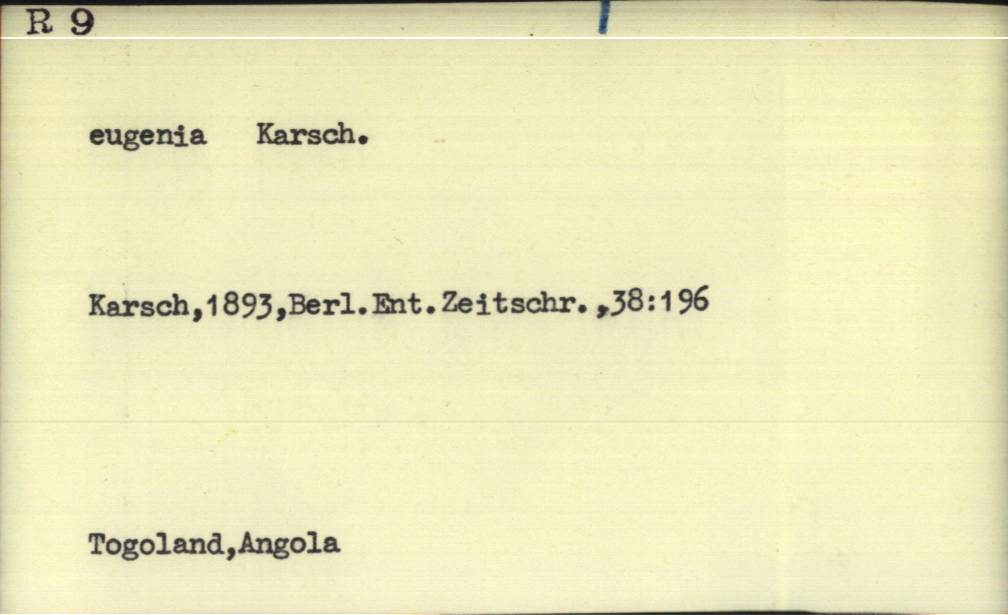 R 9
eugenia Karsch.
Karsch,1893,Berl.Ent.Zeitschr.,38:196
Togoland,Angola